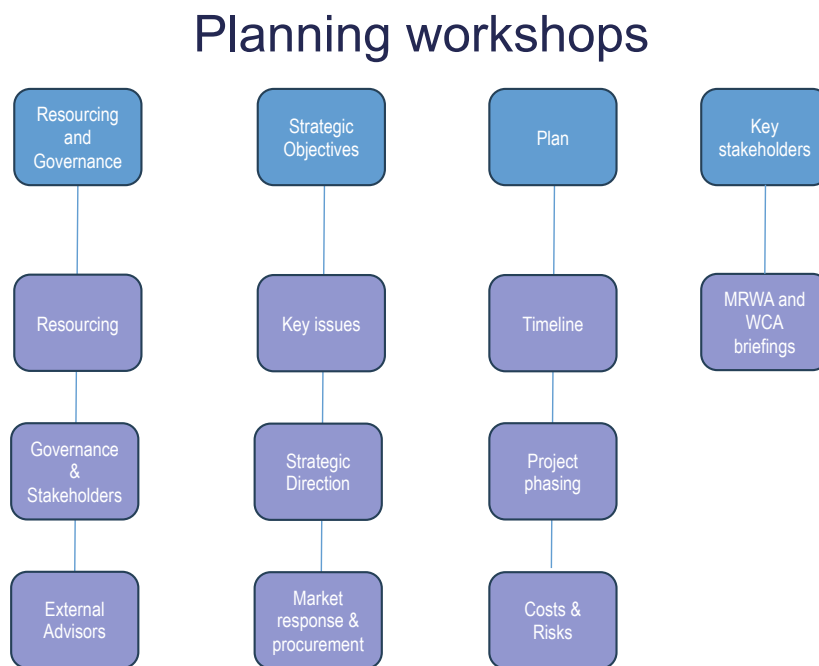 Planning workshops
Resourcing
and
Governance
Strategic
Objectives
Plan
Key
stakeholders
Resourcing
Key issues
Timeline
MRWA and
WCA
briefings
Governance
&
Stakeholders
Strategic
Direction
Project
phasing
External
Advisors
Market
response &
procurement
Costs &
Risks